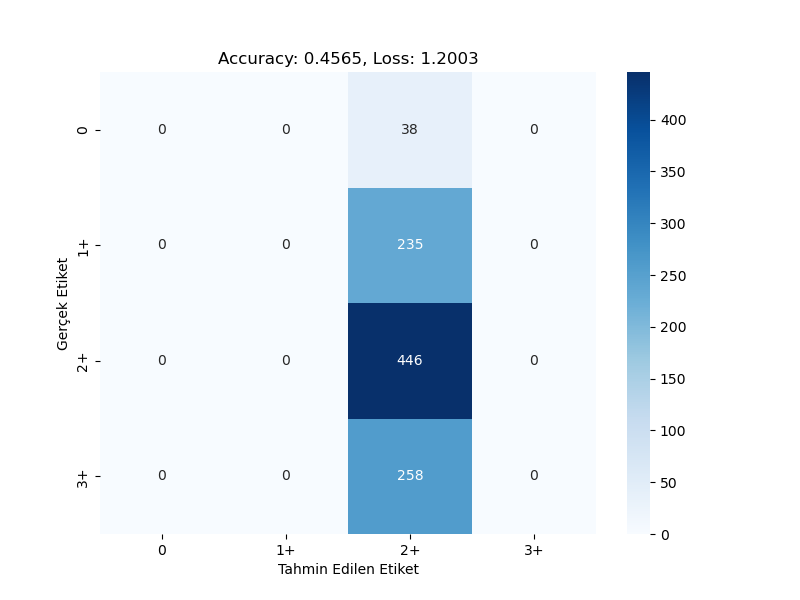 Accuracy: 0.4565, Loss: 1.2003
0 0 0 38 0
1+ 0 0 235 0
2+ 0 0 446 0
3+ 0 0 258 0
0 1+ 2+ 3+
Gerçek Etiket
Tahmin Edilen Etiket
400
350
300
250
200
150
100
50
0